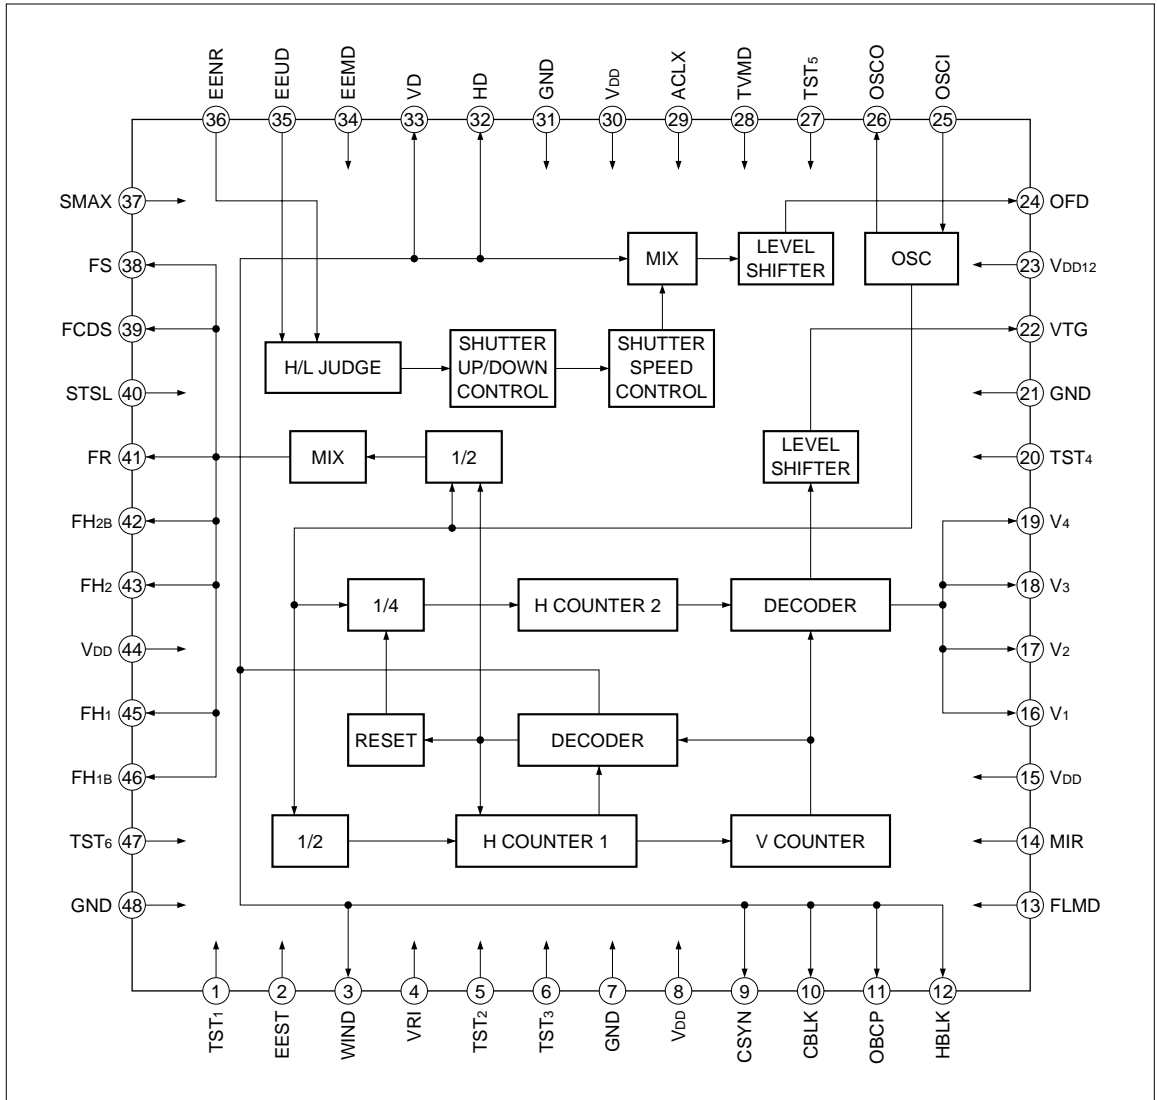 EENR
EEUD
EEMD
VD
HD
GND
VDD
ACLX
TVMD
TST5
OSCO
OSCI
36
35
34
33
32
31
30
29
28
27
26
25
SMAX 37
24 OFD
MIX
LEVEL
SHIFTER
OSC
FS 38
23 VDD12
FCDS 39
22 VTG
H/L JUDGE
SHUTTER
UP/DOWN
CONTROL
SHUTTER
SPEED
CONTROL
STSL 40
21 GND
FR 41
MIX
1/2
LEVEL
SHIFTER
20 TST4
FH2B 42
19 V4
FH2 43
1/4
H COUNTER 2
DECODER
18 V3
VDD 44
17 V2
FH1 45
RESET
DECODER
16 V1
FH1B 46
15 VDD
TST6 47
1/2
H COUNTER 1
V COUNTER
14 MIR
GND 48
13 FLMD
1
2
3
4
5
6
7
8
9
10
11
12
TST1
EEST
WIND
VRI
TST2
TST3
GND
VDD
CSYN
CBLK
OBCP
HBLK